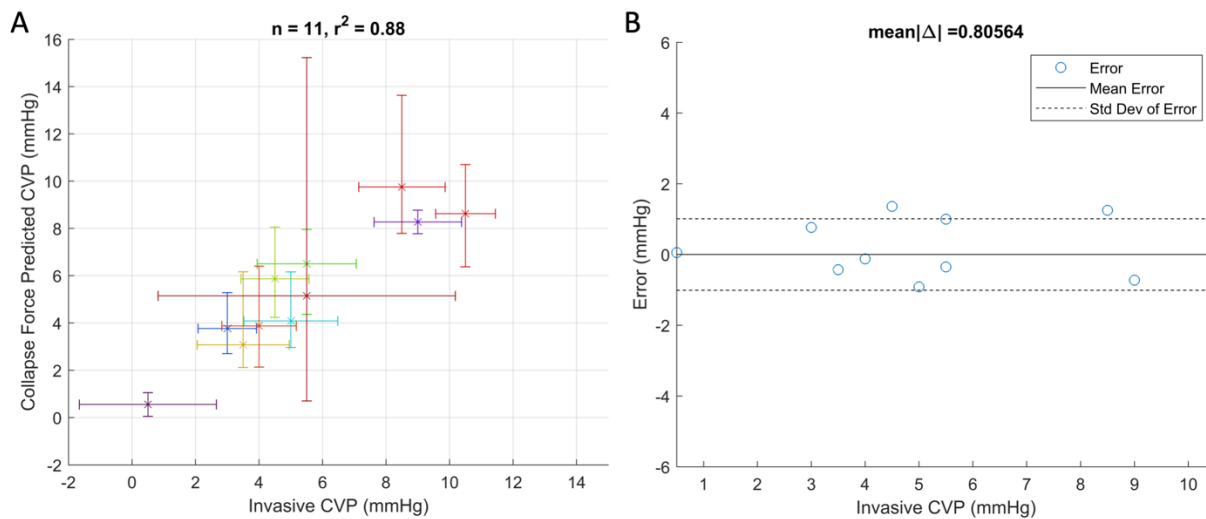 A
n = 11, r² = 0.88
Collapse Force Predicted CVP (mmHg)
16
14
12
10
8
6
4
2
0
-2
-2 0 2 4 6 8 10 12 14
Invasive CVP (mmHg)
B
mean|Δ| =0.80564
Error
Mean Error
Std Dev of Error
Error (mmHg)
6
4
2
0
-2
-4
-6
1 2 3 4 5 6 7 8 9 10
Invasive CVP (mmHg)